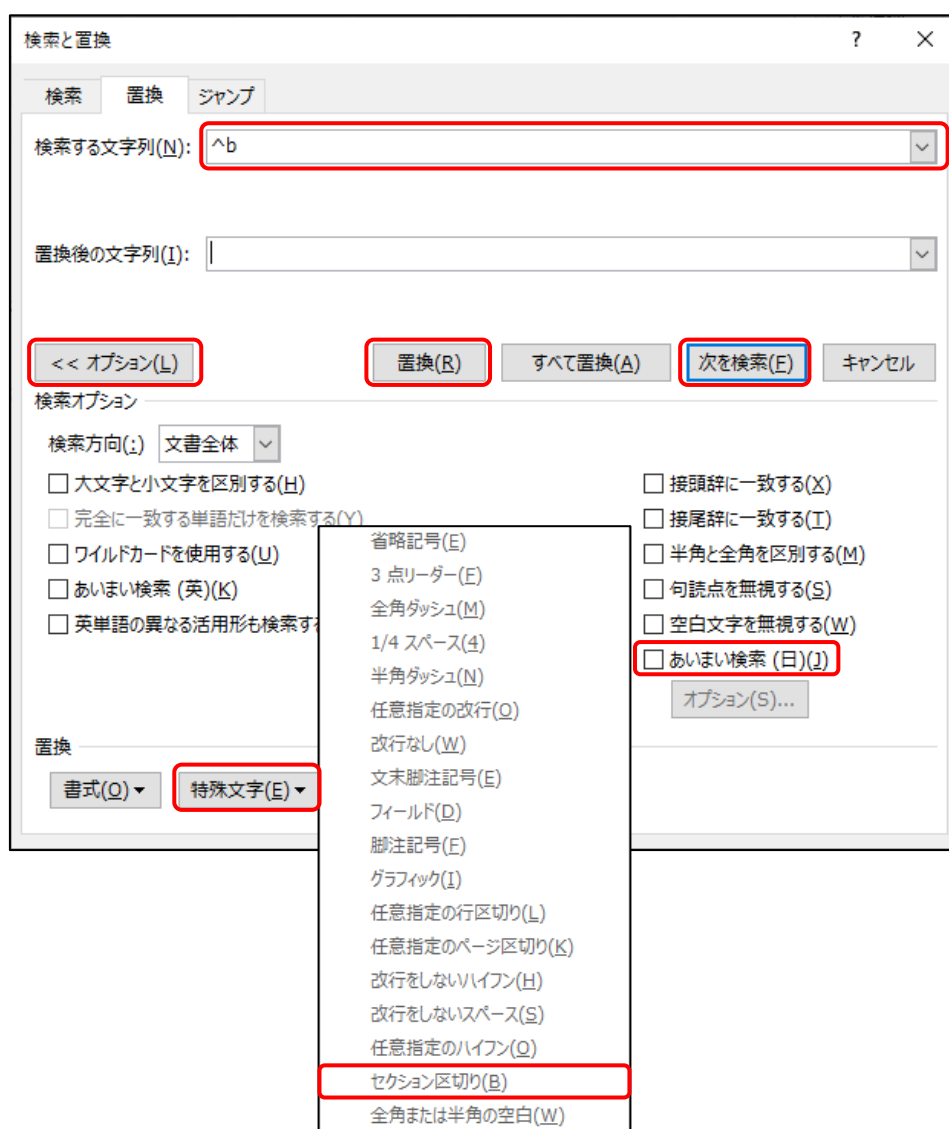 検索と置換 ? ×
検索 置換 ジャンプ
検索する文字列(N): ^b
置換後の文字列(I):
<< オプション(L) 置換(R) すべて置換(A) 次を検索(F) キャンセル
検索オプション
検索方向(:) 文書全体
大文字と小文字を区別する(H)
完全に一致する単語だけを検索する(Y)
ワイルドカードを使用する(U)
あいまい検索 (英)(K)
英単語の異なる活用形も検索す
接頭辞に一致する(X)
接尾辞に一致する(T)
半角と全角を区別する(M)
句読点を無視する(S)
空白文字を無視する(W)
あいまい検索 (日)(J)
オプション(S)...
置換
書式(O) 特殊文字(E)
省略記号(E)
3 点リーダー(F)
全角ダッシュ(M)
1/4 スペース(4)
半角ダッシュ(N)
任意指定の改行(O)
改行なし(W)
文末脚注記号(E)
フィールド(D)
脚注記号(F)
グラフィック(I)
任意指定の行区切り(L)
任意指定のページ区切り(K)
改行をしないハイフン(H)
改行をしないスペース(S)
任意指定のハイフン(O)
セクション区切り(B)
全角または半角の空白(W)